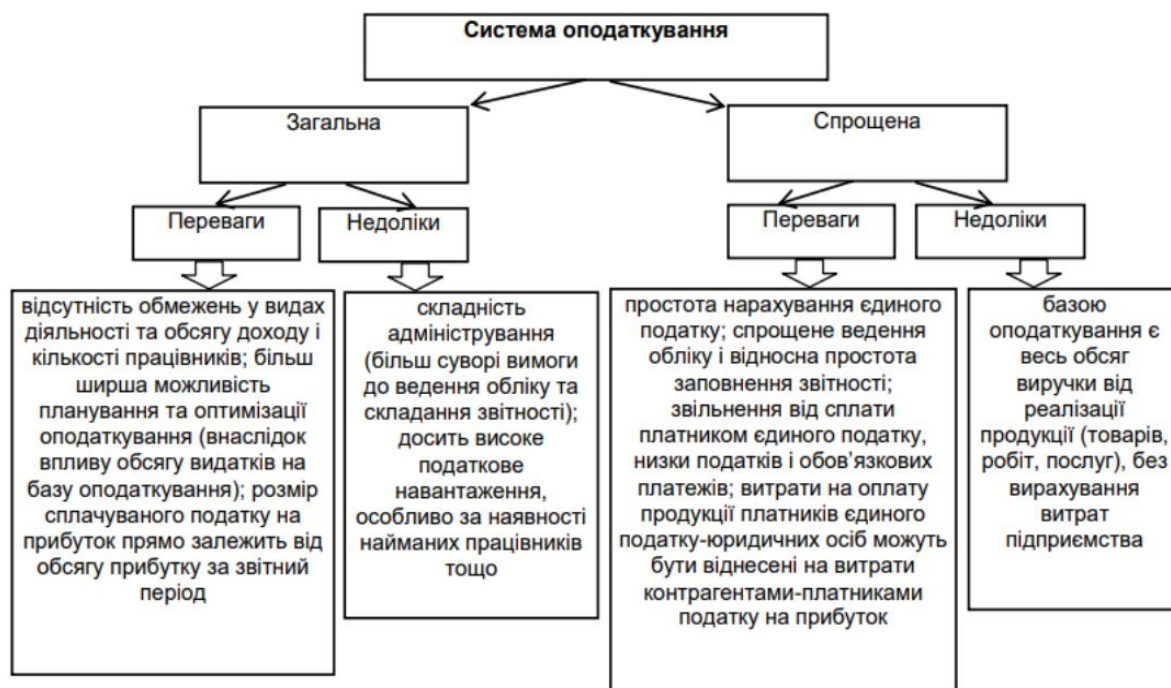 Система оподаткування
Загальна
Спрощена
Переваги
Недоліки
Переваги
Недоліки
відсутність обмежень у видах
діяльності та обсягу доходу і
кількості працівників; більш
ширша можливість
планування та оптимізації
оподаткування (внаслідок
впливу обсягу видатків на
базу оподаткування); розмір
сплачуваного податку на
прибуток прямо залежить від
обсягу прибутку за звітний
період
складність
адміністрування
(більш суворі вимоги
до ведення обліку та
складання звітності);
досить високе
податкове
навантаження,
особливо за наявності
найманих працівників
тощо
простота нарахування єдиного
податку; спрощене ведення
обліку і відносна простота
заповнення звітності;
звільнення від сплати
платником єдиного податку,
низки податків і обов’язкових
платежів; витрати на оплату
продукції платників єдиного
податку-юридичних осіб можуть
бути віднесені на витрати
контрагентами-платниками
податку на прибуток
базою
оподаткування є
весь обсяг
виручки від
реалізації
продукції (товарів,
робіт, послуг), без
вирахування
витрат
підприємства